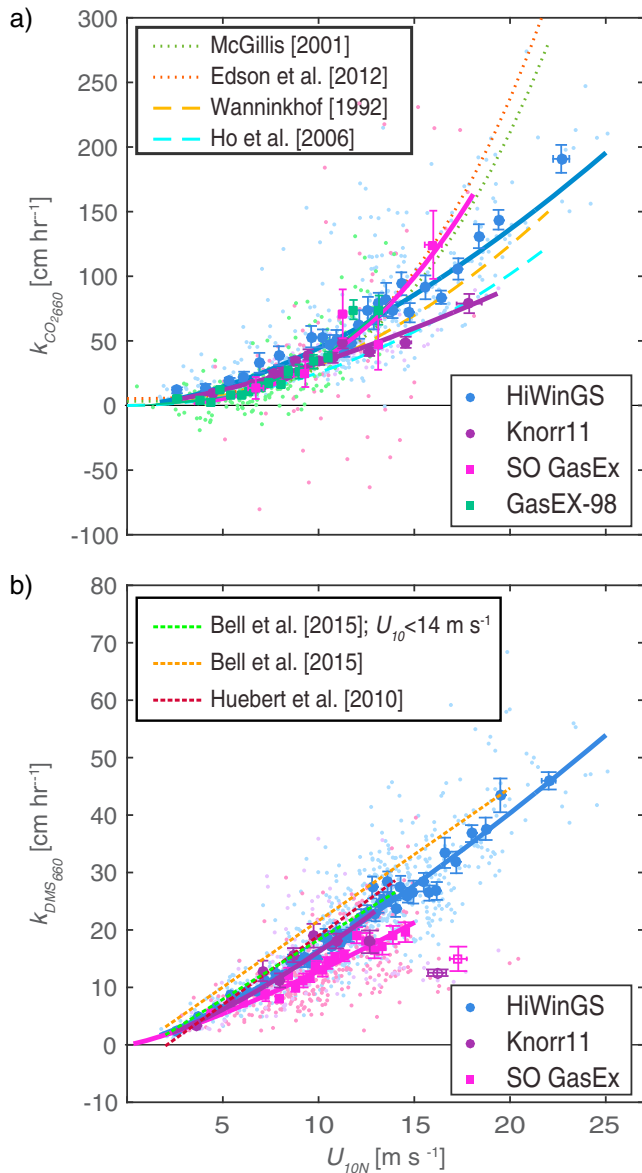 a)
300
250
200
150
100
50
0
-50
-100
k_CO₂660 [cm hr⁻¹]
McGillis [2001]
Edson et al. [2012]
Wanninkhof [1992]
Ho et al. [2006]
HiWinGS
Knorr11
SO GasEx
GasEX-98
b)
80
70
60
50
40
30
20
10
0
-10
k_DMS660 [cm hr⁻¹]
Bell et al. [2015]; U₁₀<14 m s⁻¹
Bell et al. [2015]
Huebert et al. [2010]
HiWinGS
Knorr11
SO GasEx
5 10 15 20 25
U₁₀N [m s⁻¹]